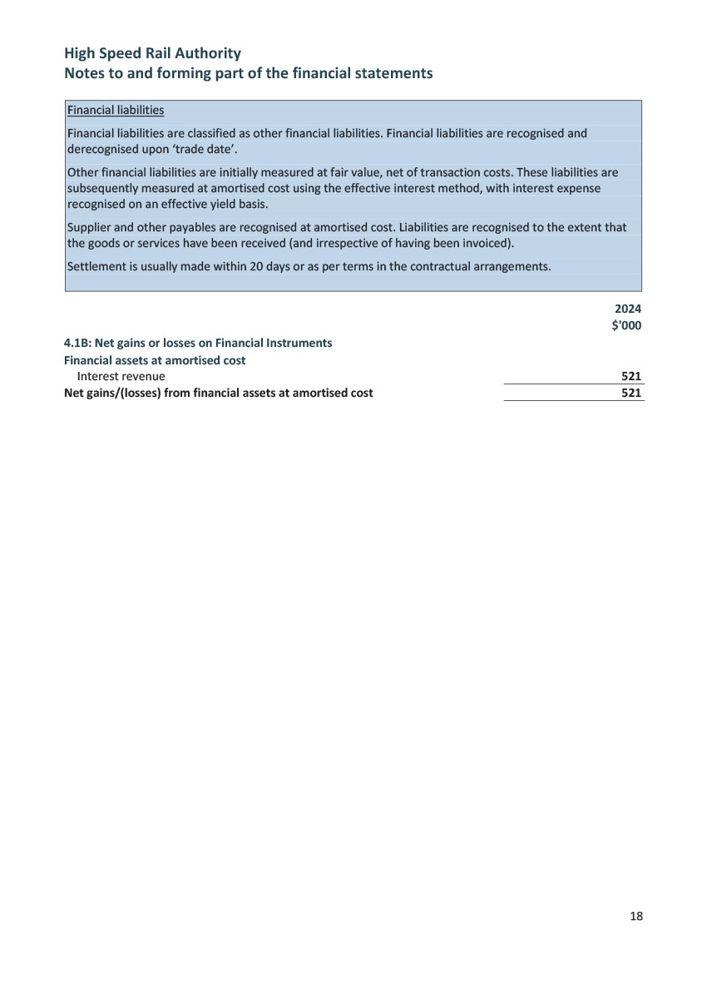 High Speed Rail Authority
Notes to and forming part of the financial statements
Financial liabilities
Financial liabilities are classified as other financial liabilities. Financial liabilities are recognised and
derecognised upon ‘trade date’.
Other financial liabilities are initially measured at fair value, net of transaction costs. These liabilities are
subsequently measured at amortised cost using the effective interest method, with interest expense
recognised on an effective yield basis.
Supplier and other payables are recognised at amortised cost. Liabilities are recognised to the extent that
the goods or services have been received (and irrespective of having been invoiced).
Settlement is usually made within 20 days or as per terms in the contractual arrangements.
2024
$'000
4.1B: Net gains or losses on Financial Instruments
Financial assets at amortised cost
Interest revenue 521
Net gains/(losses) from financial assets at amortised cost 521
18